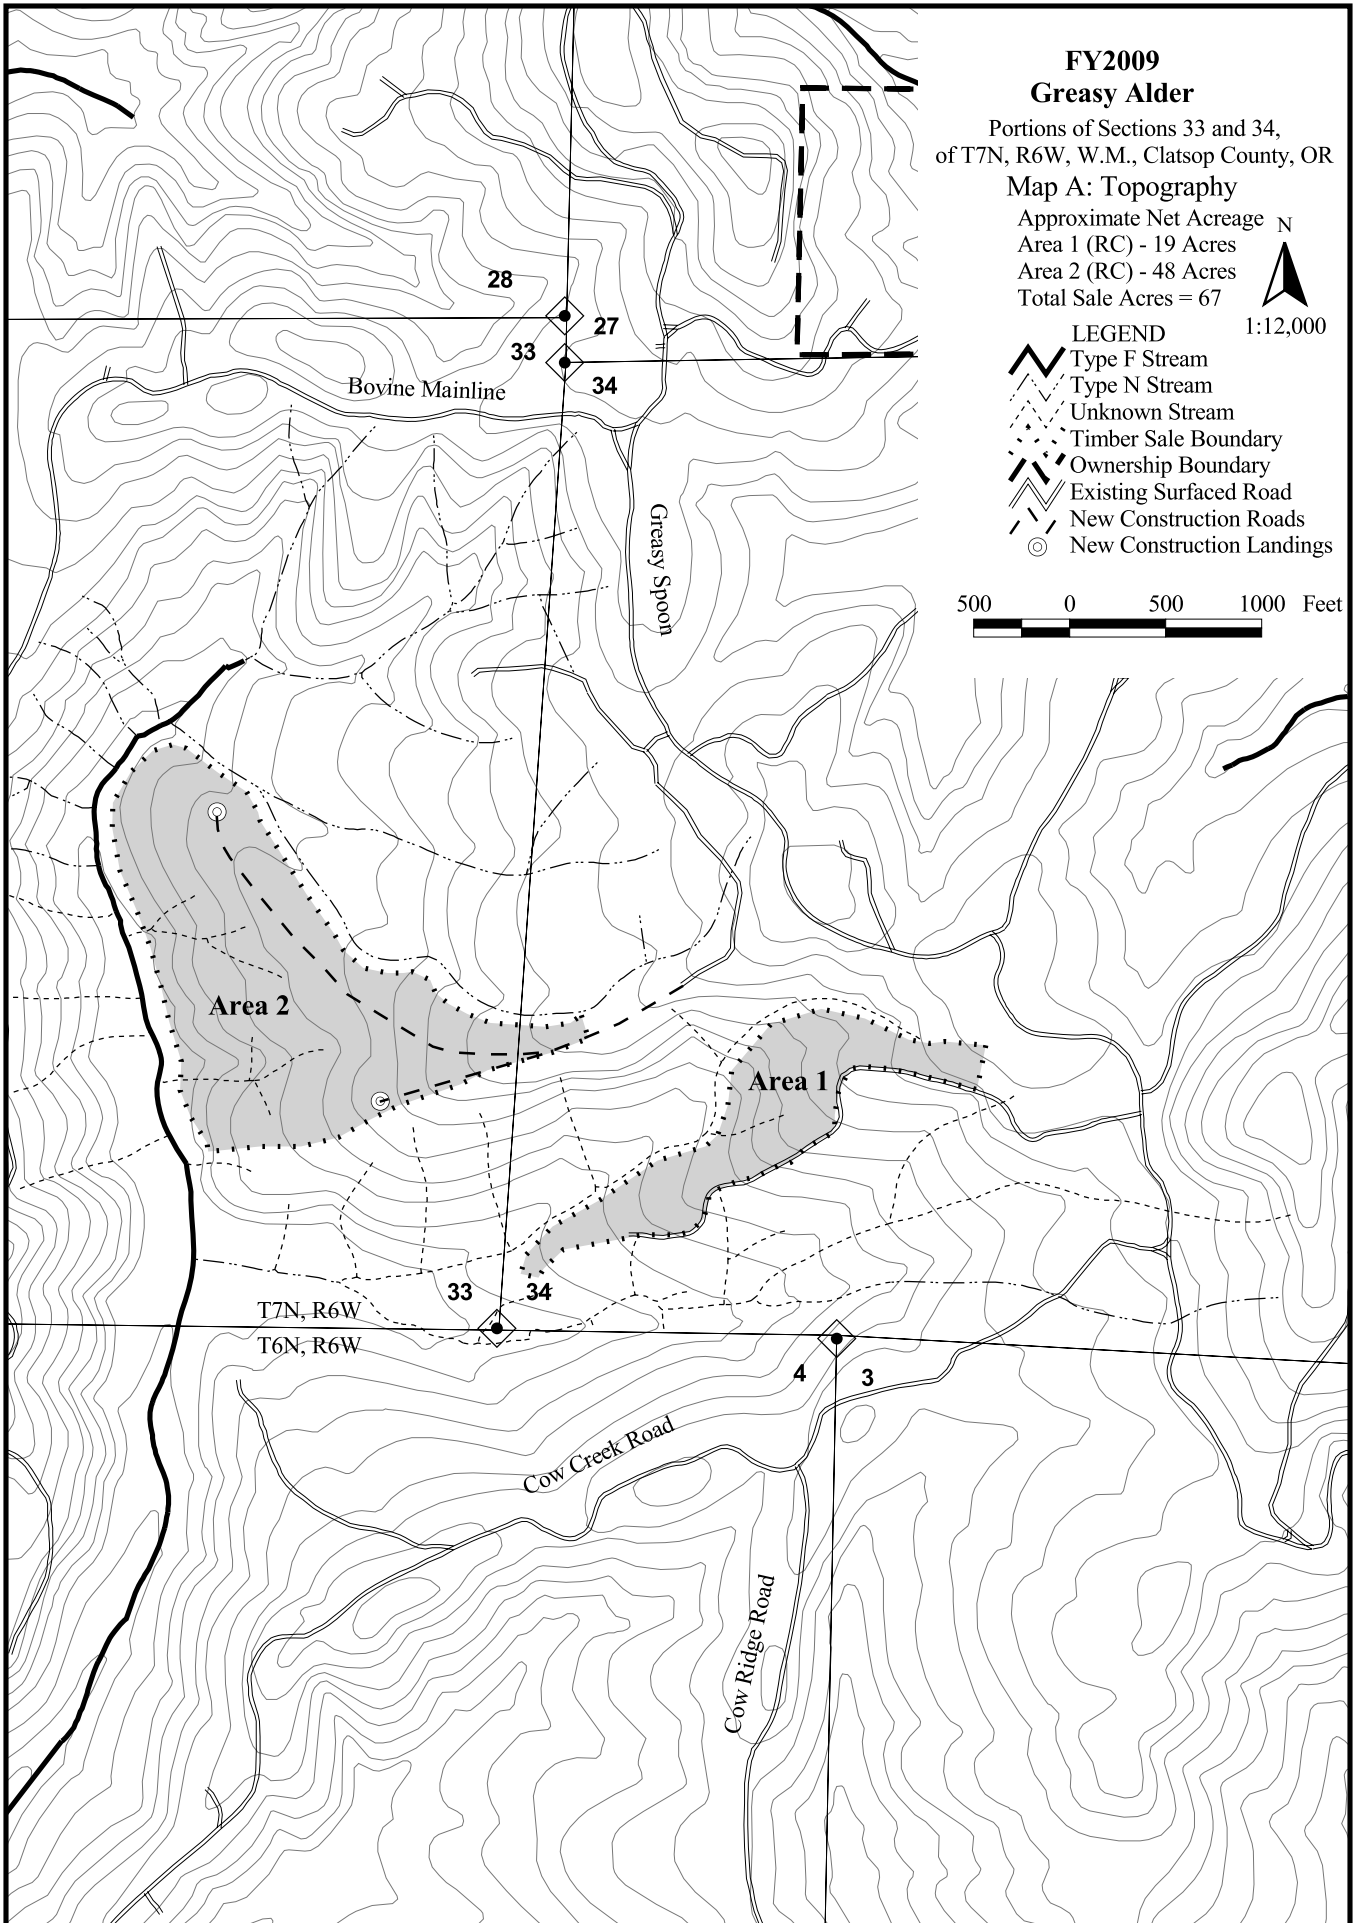 FY2009
Greasy Alder
Portions of Sections 33 and 34,
of T7N, R6W, W.M., Clatsop County, OR
Map A: Topography
Approximate Net Acreage
Area 1 (RC) - 19 Acres
Area 2 (RC) - 48 Acres
Total Sale Acres = 67
N
1:12,000
LEGEND
Type F Stream
Type N Stream
Unknown Stream
Timber Sale Boundary
Ownership Boundary
Existing Surfaced Road
New Construction Roads
New Construction Landings
500 0 500 1000 Feet
28
27
33
34
Bovine Mainline
Greasy Spoon
Area 2
Area 1
33 34
T7N, R6W
T6N, R6W
4 3
Cow Creek Road
Cow Ridge Road